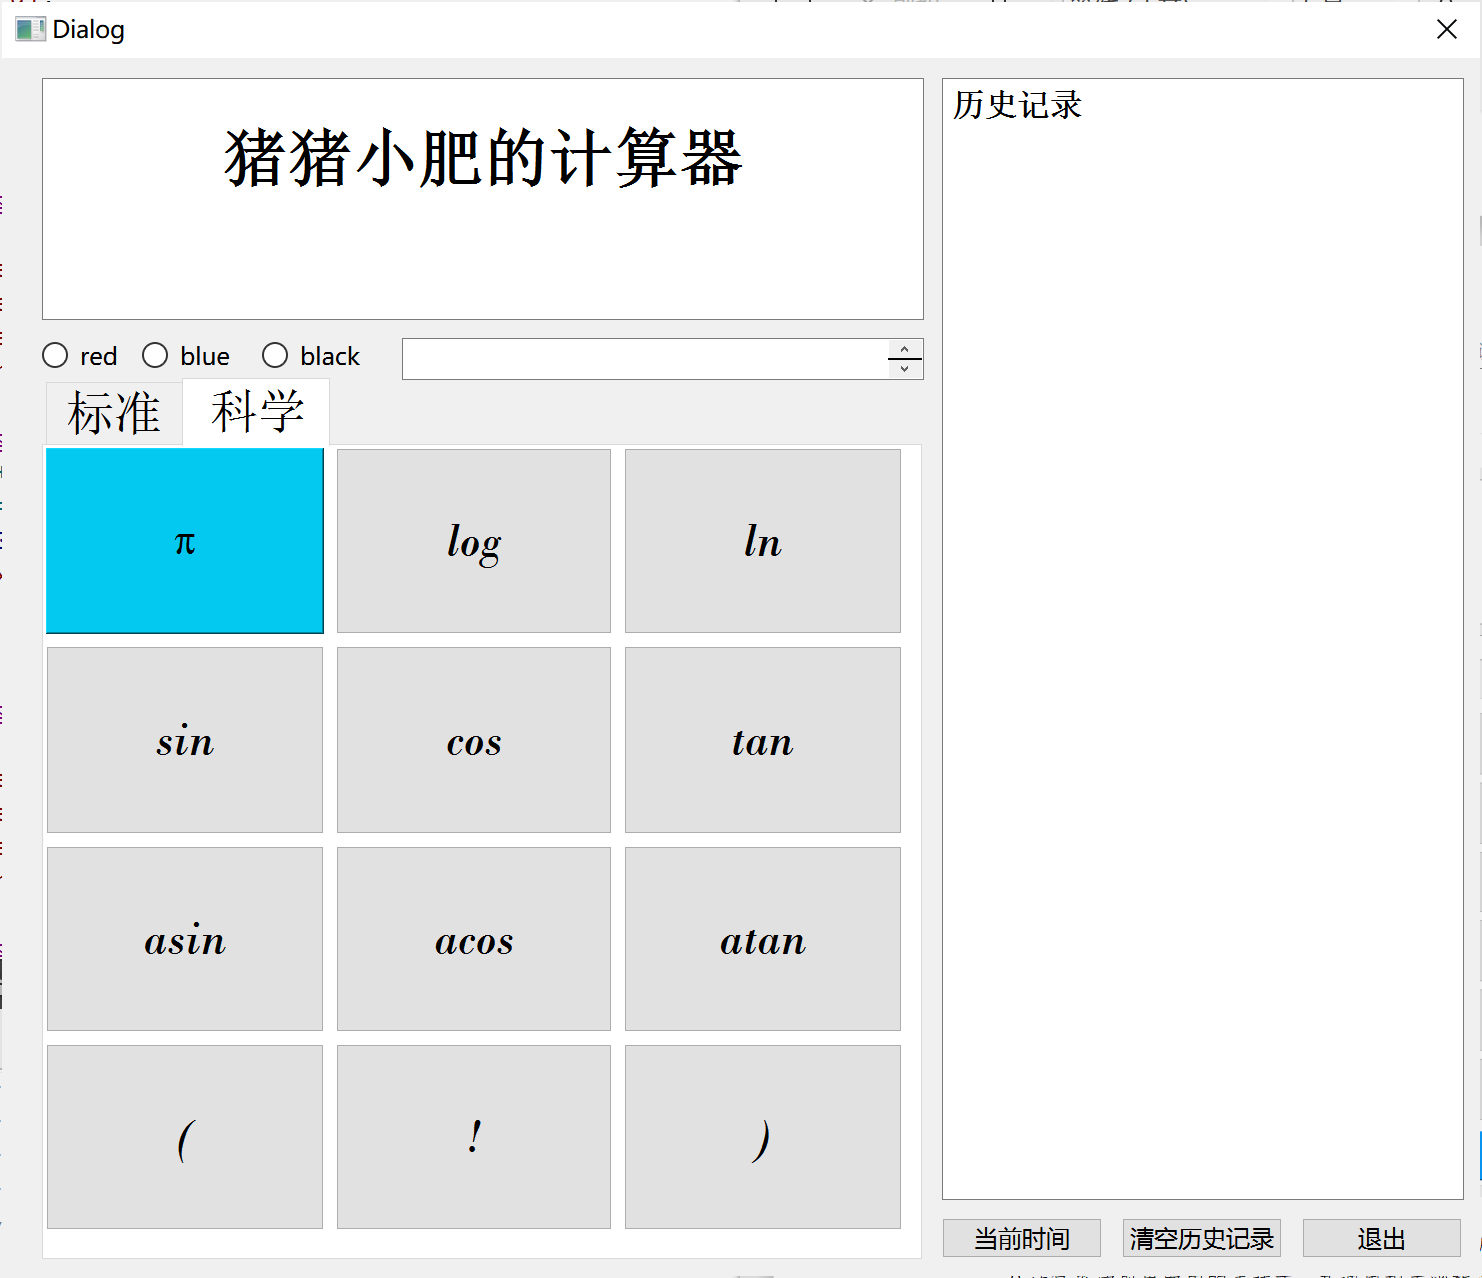 Dialog
猪猪小肥的计算器
历史记录
red blue black
标准 科学
π log ln
sin cos tan
asin acos atan
( ! )
当前时间 清空历史记录 退出